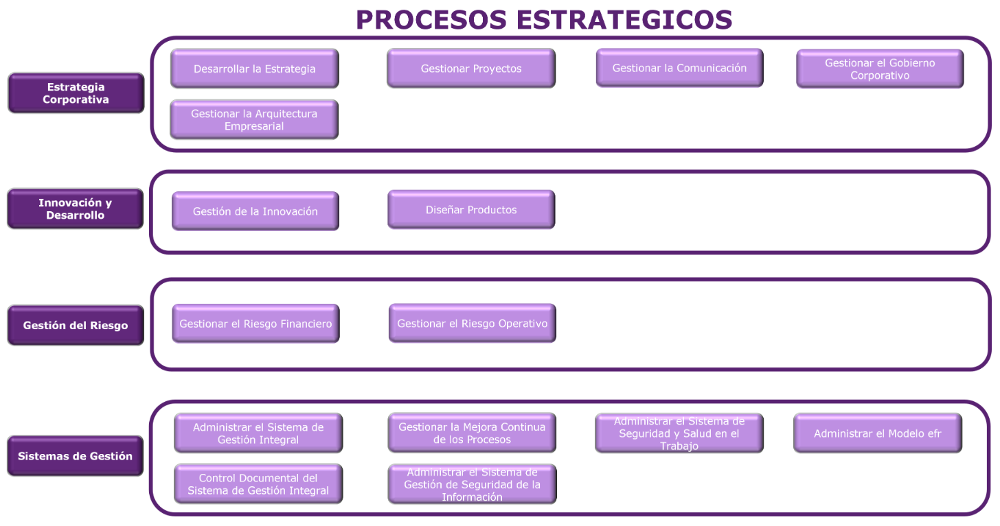 PROCESOS ESTRATEGICOS
Estrategia
Corporativa
Desarrollar la Estrategia
Gestionar Proyectos
Gestionar la Comunicación
Gestionar el Gobierno
Corporativo
Gestionar la Arquitectura
Empresarial
Innovación y
Desarrollo
Gestión de la Innovación
Diseñar Productos
Gestión del Riesgo
Gestionar el Riesgo Financiero
Gestionar el Riesgo Operativo
Sistemas de Gestión
Administrar el Sistema de
Gestión Integral
Gestionar la Mejora Continua
de los Procesos
Administrar el Sistema de
Seguridad y Salud en el
Trabajo
Administrar el Modelo efr
Control Documental del
Sistema de Gestión Integral
Administrar el Sistema de
Gestión de Seguridad de la
Información